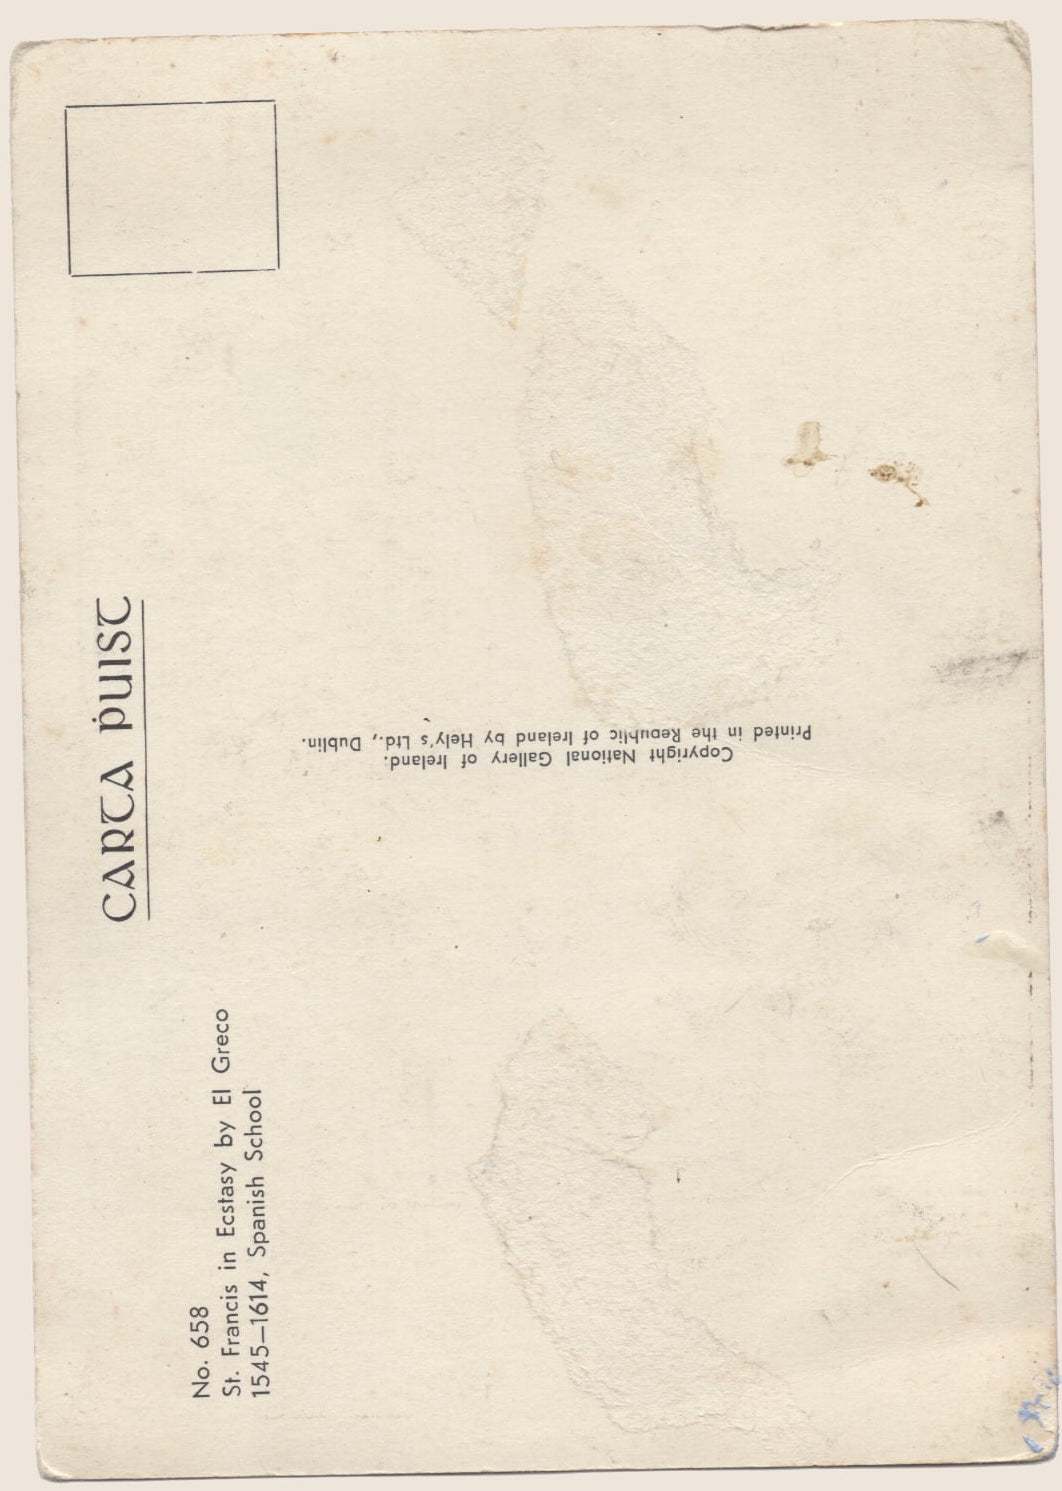 CARTA ṖUIST
No. 658
St. Francis in Ecstasy by El Greco
1545—1614, Spanish School
Copyright National Gallery of Ireland.
Printed in the Republic of Ireland by Hely's Ltd., Dublin.